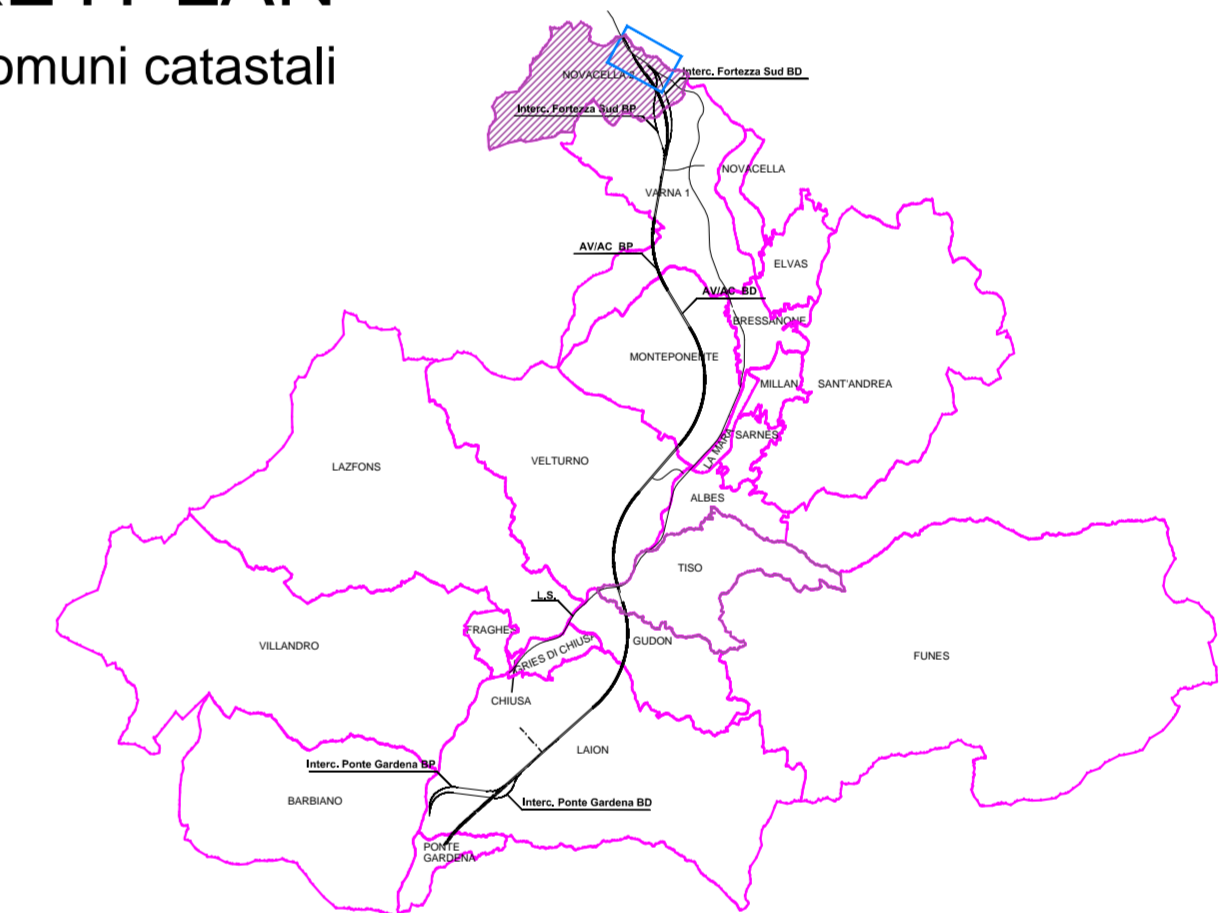 PLAN
omuni catastali
NOVACELLA
Interc. Fortezza Sud BD
Interc. Fortezza Sud BP
NOVACELLA
VARNA 1
ELVAS
AV/AC BP
AV/AC BD
BRESSANONE
MONTEPONENTE
MILLAN
SANT'ANDREA
SARNES
LA MARA
LAZFONS
VELTURNO
ALBES
TISO
L.S.
FRAGHES
VILLANDRO
GRIES DI CHIUSA
GUDON
FUNES
CHIUSA
LAION
Interc. Ponte Gardena BP
BARBIANO
Interc. Ponte Gardena BD
PONTE
GARDENA